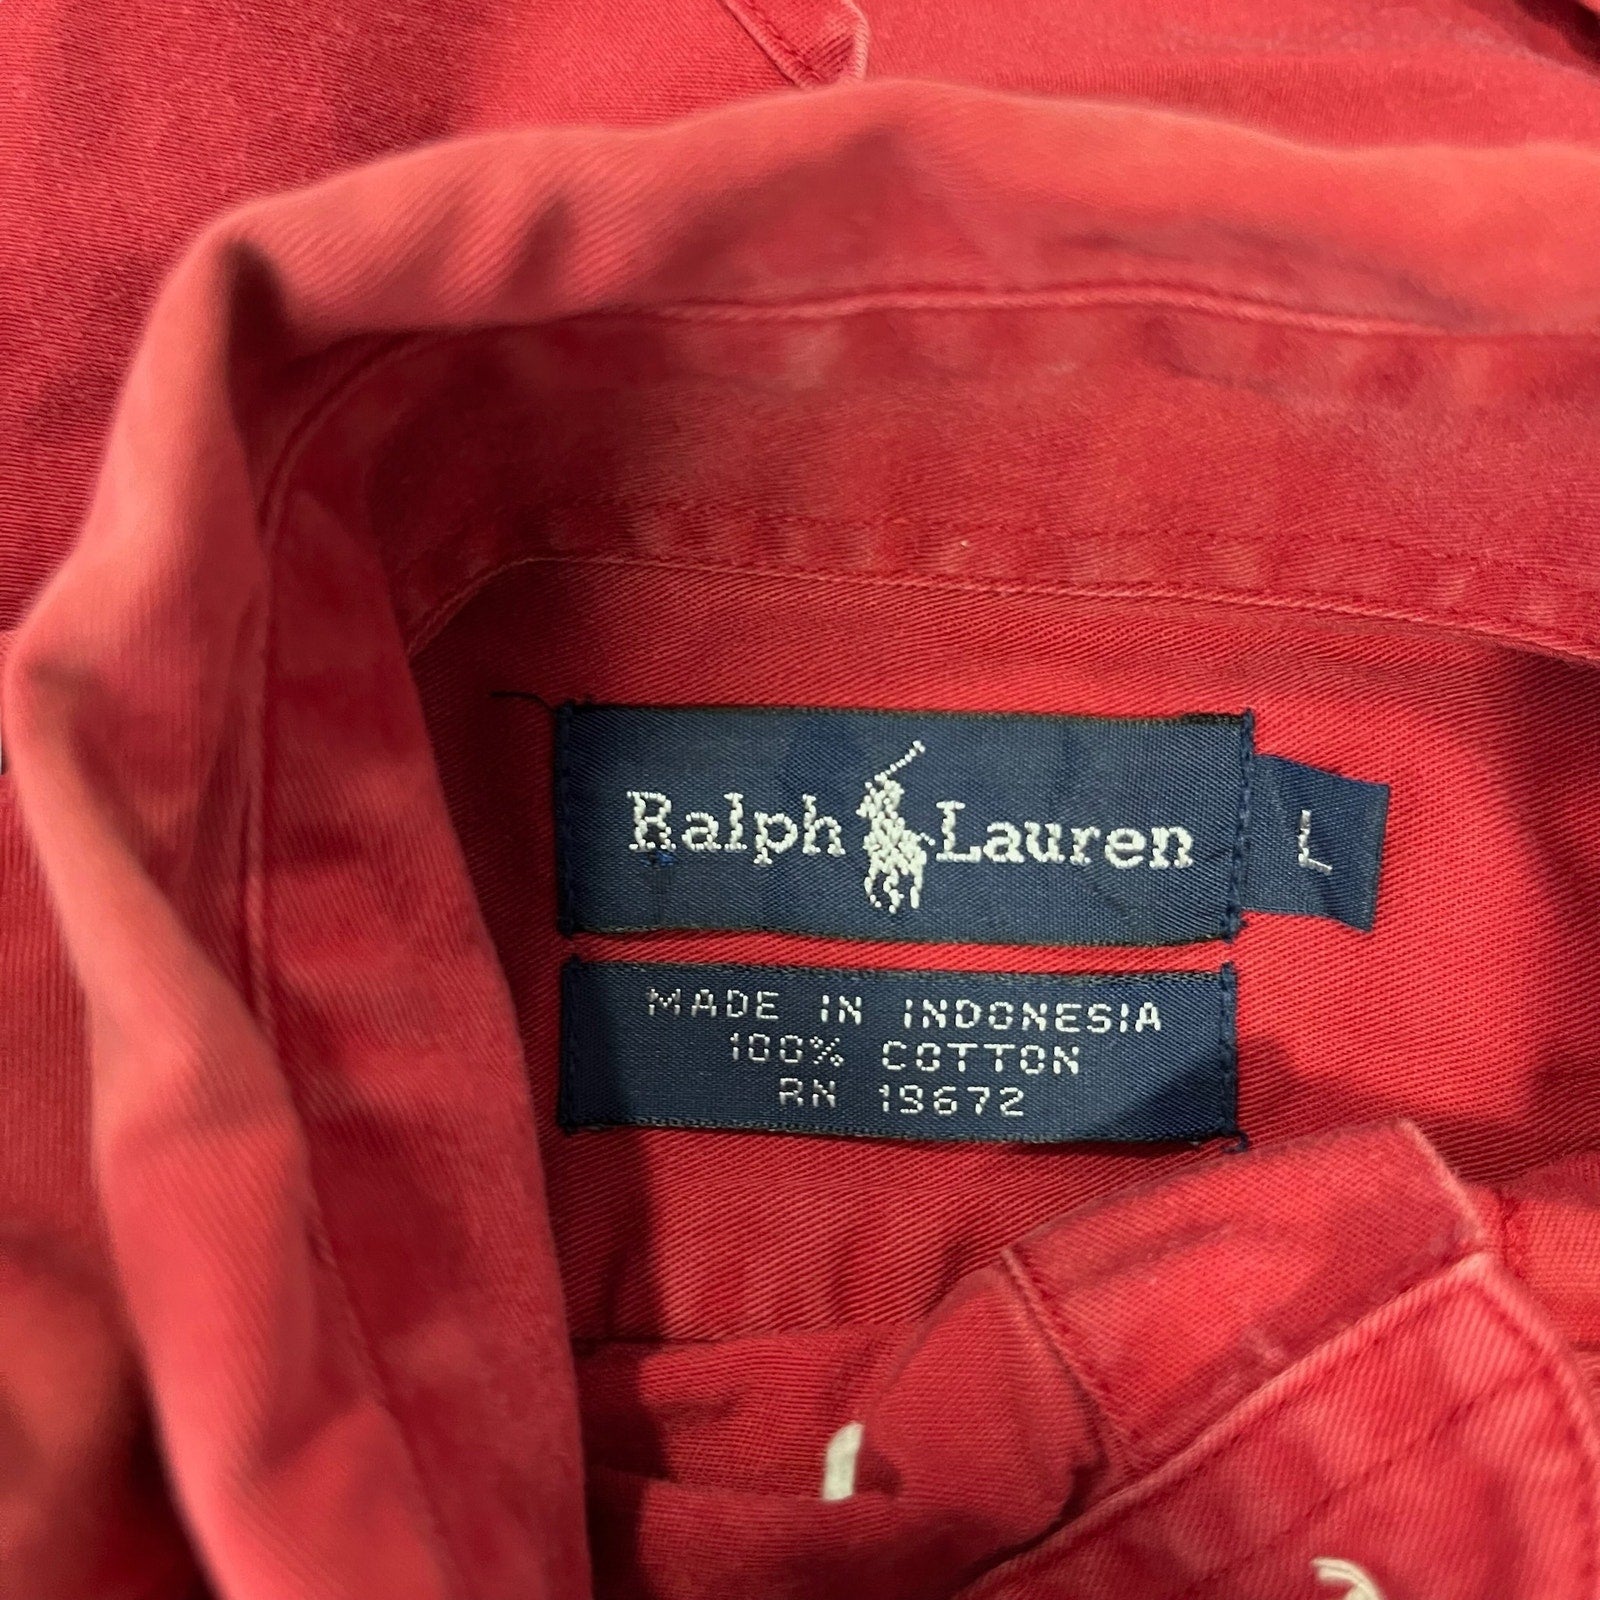 Ralph Lauren L
MADE IN INDONESIA
100% COTTON
RN 19672